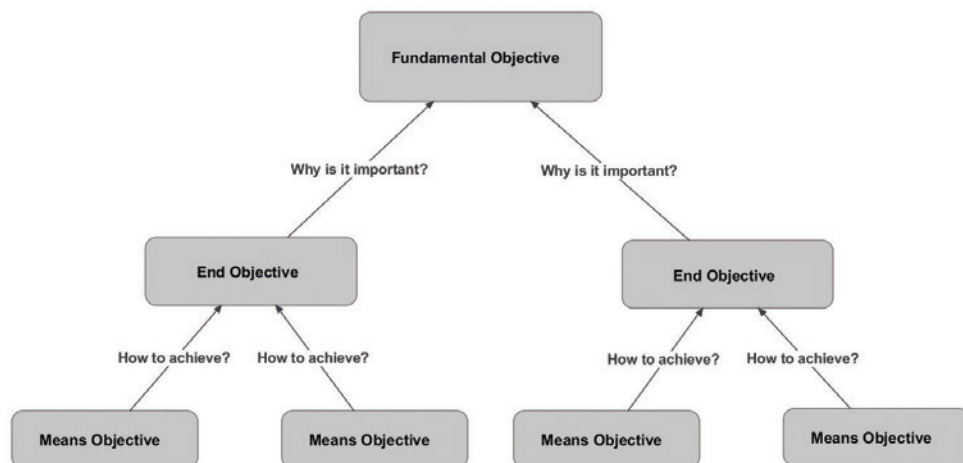 Fundamental Objective
Why is it important?
Why is it important?
End Objective
End Objective
How to achieve?
How to achieve?
How to achieve?
How to achieve?
Means Objective
Means Objective
Means Objective
Means Objective